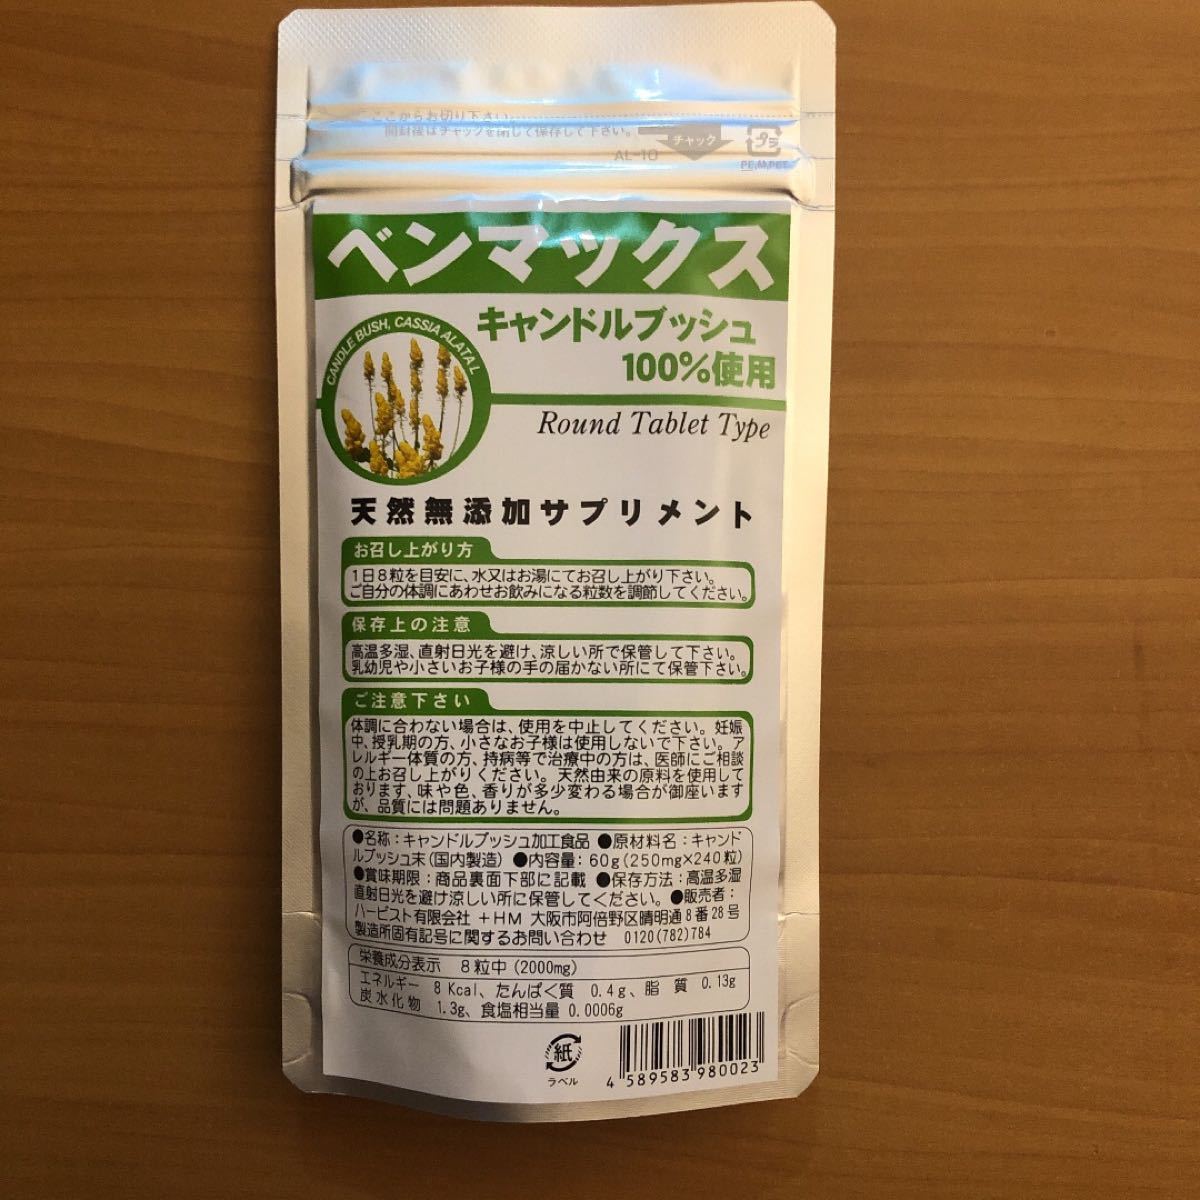 ここからお切り下さい。
開封後はチャックを閉じて保存して下さい。
チャック
AL-10
プラ
PE,M,PET
ベンマックス
キャンドルブッシュ
100%使用
CANDLE BUSH, CASSIA ALATA L
Round Tablet Type
天然無添加サプリメント
お召し上がり方
1日8粒を目安に、水又はお湯にてお召し上がり下さい。
ご自分の体調にあわせお飲みになる粒数を調節してください。
保存上の注意
高温多湿、直射日光を避け、涼しい所で保管して下さい。
乳幼児や小さいお子様の手の届かない所にて保管下さい。
ご注意下さい
体調に合わない場合は、使用を中止してください。妊娠
中、授乳期の方、小さなお子様は使用しないで下さい。ア
レルギー体質の方、持病等で治療中の方は、医師にご相談
の上お召し上がりください。天然由来の原料を使用して
おります、味や色、香りが多少変わる場合が御座います
が、品質には問題ありません。
●名称：キャンドルブッシュ加工食品 ●原材料名：キャンド
ルブッシュ末（国内製造）●内容量：60g（250mg×240粒）
●賞味期限：商品裏面下部に記載 ●保存方法：高温多湿
直射日光を避け涼しい所に保管してください。●販売者：
ハービスト有限会社 +HM 大阪市阿倍野区晴明通8番28号
製造所固有記号に関するお問い合わせ 0120(782)784
栄養成分表示 8粒中（2000mg）
エネルギー 8Kcal、たんぱく質 0.4g、脂質 0.13g
炭水化物 1.3g、食塩相当量 0.0006g
紙
ラベル
4 589583 980023